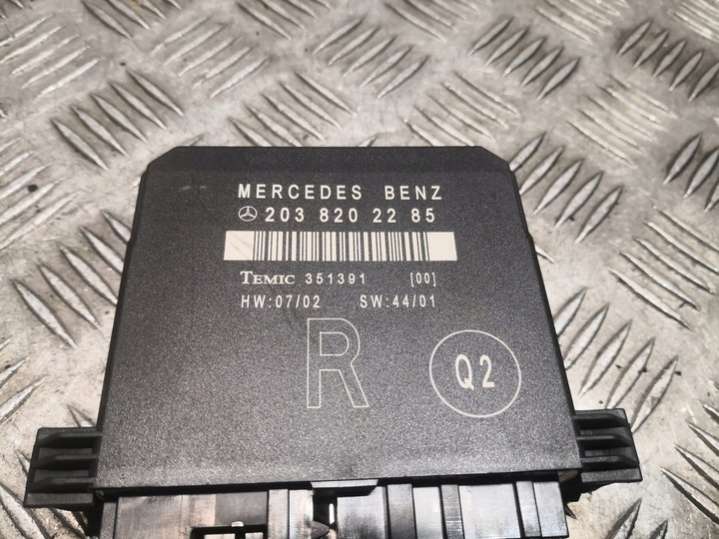 MERCEDES BENZ
203 820 22 85
TEMIC 351391 [00]
HW:07/02 SW:44/01
R
Q2